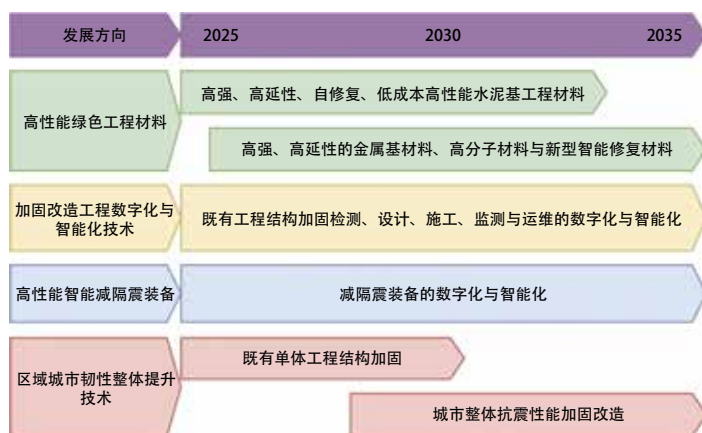 发展方向 2025 2030 2035
高性能绿色工程材料
高强、高延性、自修复、低成本高性能水泥基工程材料
高强、高延性的金属基材料、高分子材料与新型智能修复材料
加固改造工程数字化与
智能化技术
既有工程结构加固检测、设计、施工、监测与运维的数字化与智能化
高性能智能减隔震装备
减隔震装备的数字化与智能化
区域城市韧性整体提升
技术
既有单体工程结构加固
城市整体抗震性能加固改造